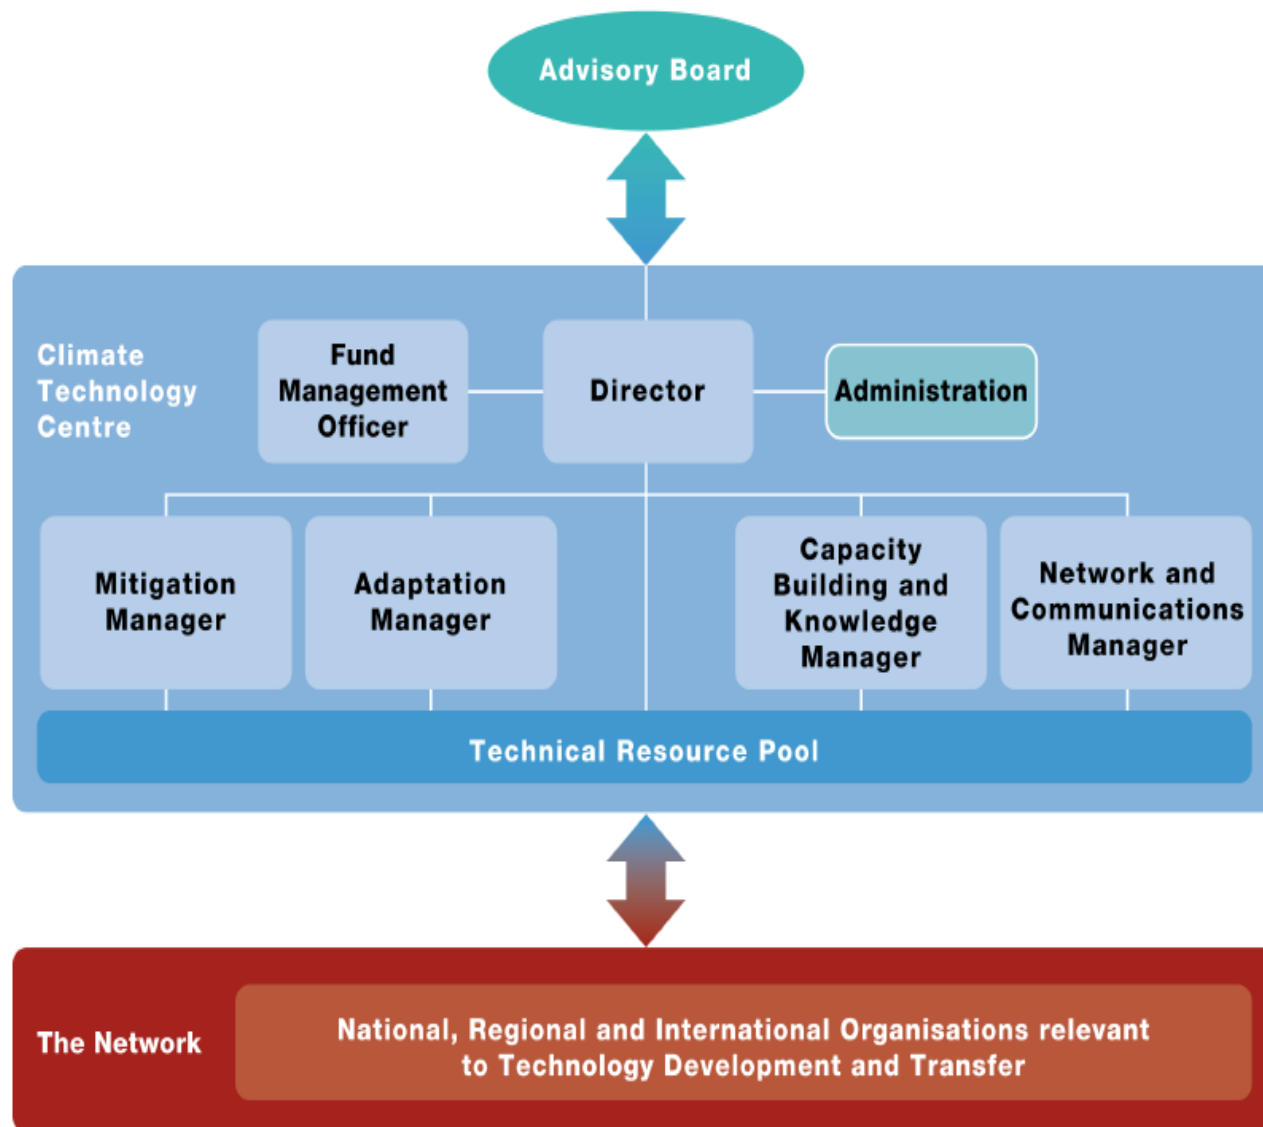 Advisory Board
Climate
Technology
Centre
Fund
Management
Officer
Director
Administration
Mitigation
Manager
Adaptation
Manager
Capacity
Building and
Knowledge
Manager
Network and
Communications
Manager
Technical Resource Pool
The Network
National, Regional and International Organisations relevant
to Technology Development and Transfer